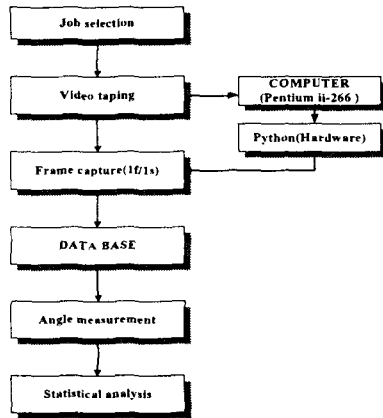 Job selection
Video taping
COMPUTER
(Pentium ii-266 )
Python(Hardware)
Frame capture(1f/1s)
DATA BASE
Angle measurement
Statistical analysis